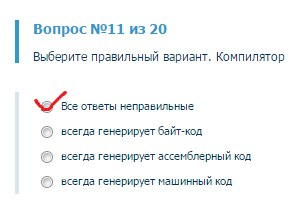 Вопрос №11 из 20
Выберите правильный вариант. Компилятор
Все ответы неправильные
всегда генерирует байт-код
всегда генерирует ассемблерный код
всегда генерирует машинный код